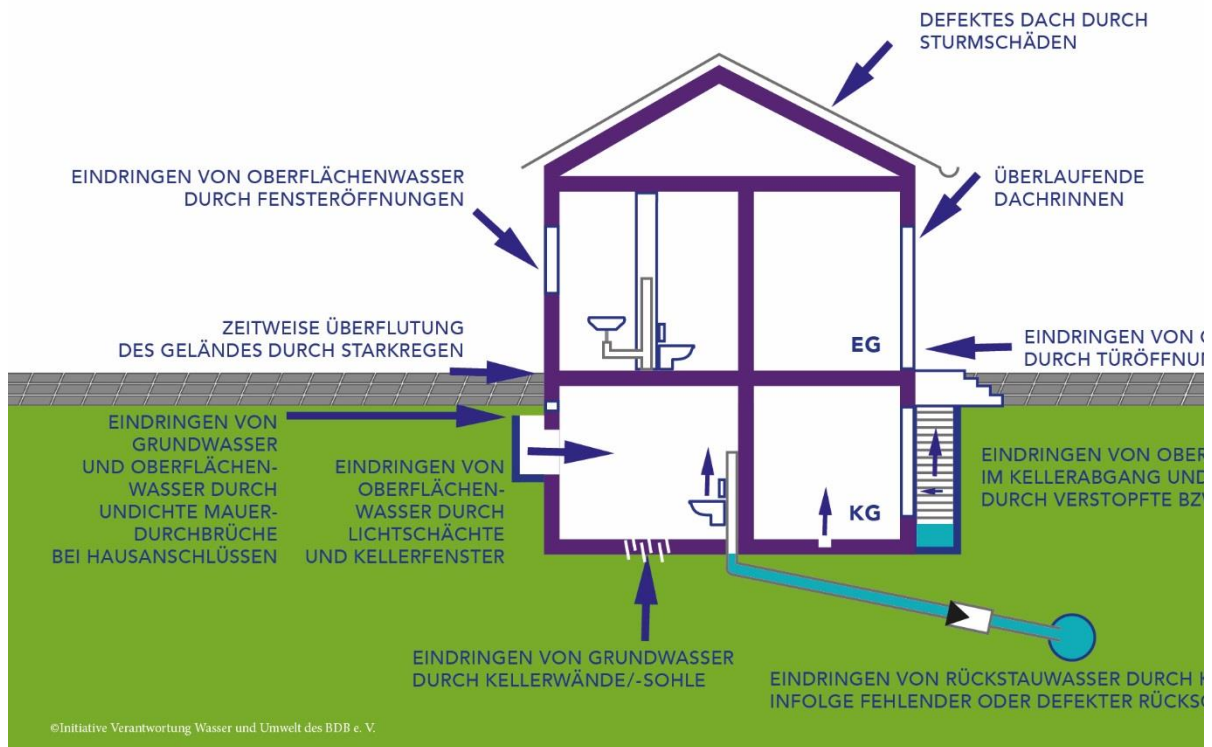 DEFEKTES DACH DURCH
STURMSCHÄDEN
EINDRINGEN VON OBERFLÄCHENWASSER
DURCH FENSTERÖFFNUNGEN
ÜBERLAUFENDE
DACHRINNEN
ZEITWEISE ÜBERFLUTUNG
DES GELÄNDES DURCH STARKREGEN
EG
EINDRINGEN VON
DURCH
EINDRINGEN VON
GRUNDWASSER
UND OBERFLÄCHEN-
WASSER DURCH
UNDICHTE MAUER-
DURCHBRÜCHE
BEI HAUSANSCHLÜSSEN
EINDRINGEN VON
OBERFLÄCHEN-
WASSER DURCH
LICHTSCHÄCHTE
UND KELLERFENSTER
KG
EINDRINGEN VON
IM KELLERABGANG UND
DURCH VERSTOPFTE
EINDRINGEN VON GRUNDWASSER
DURCH KELLERWÄNDE/-SOHLE
EINDRINGEN VON RÜCKSTAUWASSER DURCH
INFOLGE FEHLENDER ODER DEFEKTER
©Initiative Verantwortung Wasser und Umwelt des BDB e. V.